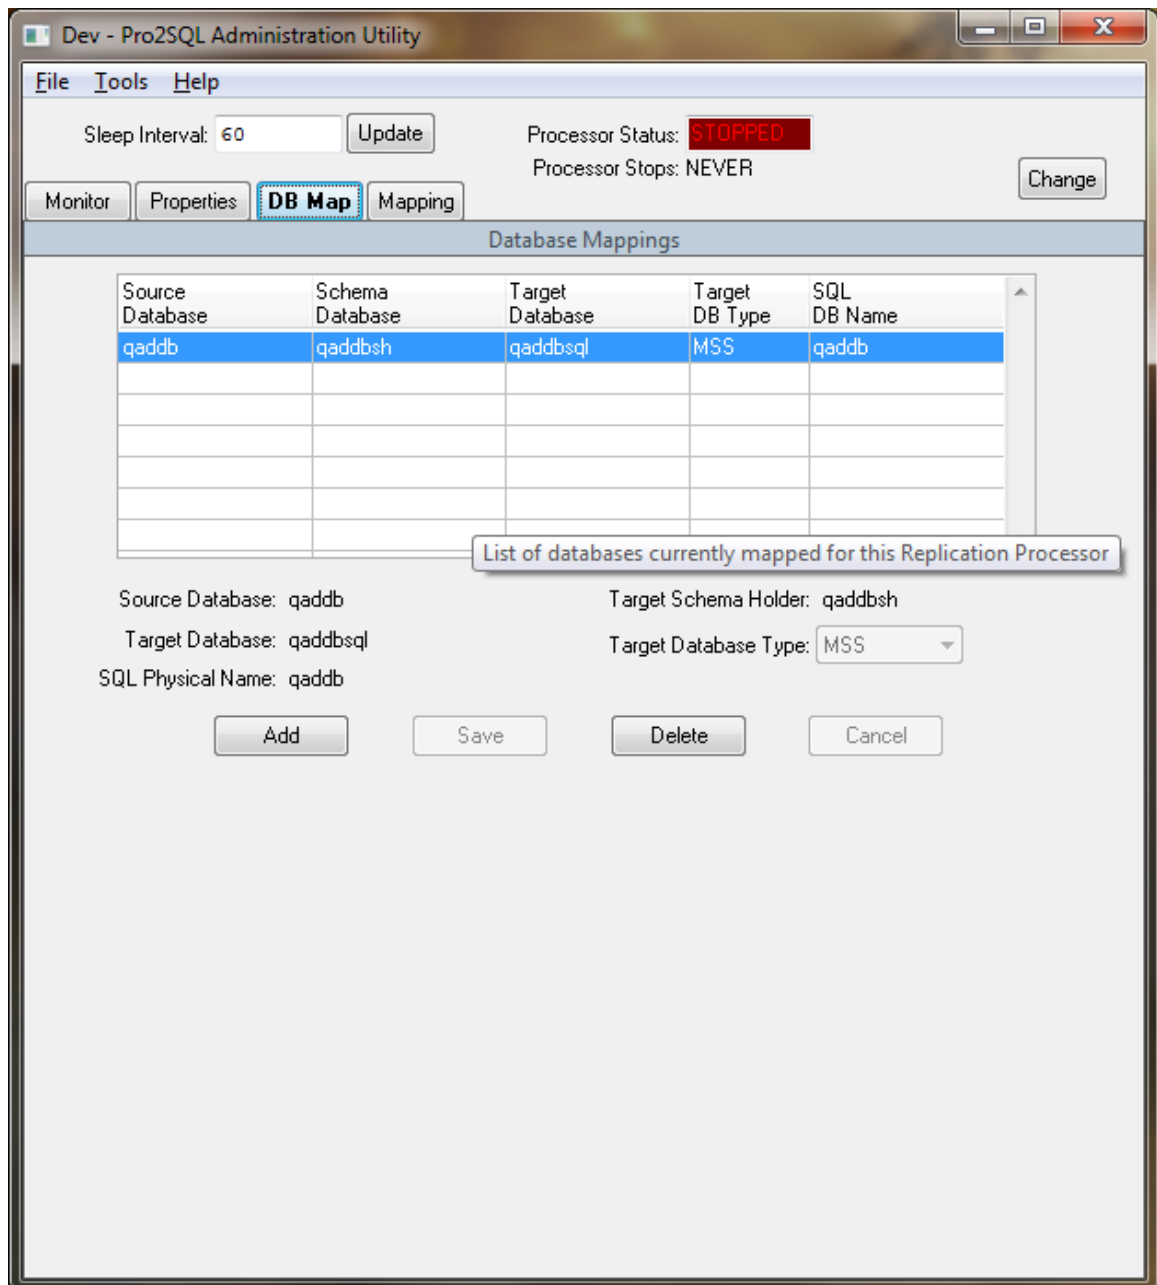 Dev - Pro2SQL Administration Utility
File Tools Help
Sleep Interval: 60 Update Processor Status: STOPPED
Processor Stops: NEVER
Change
Monitor Properties DB Map Mapping
Database Mappings
Source Database Schema Database Target Database Target DB Type SQL DB Name
qaddb qaddbsh qaddbsql MSS qaddb
List of databases currently mapped for this Replication Processor
Source Database: qaddb Target Schema Holder: qaddbsh
Target Database: qaddbsql Target Database Type: MSS
SQL Physical Name: qaddb
Add Save Delete Cancel